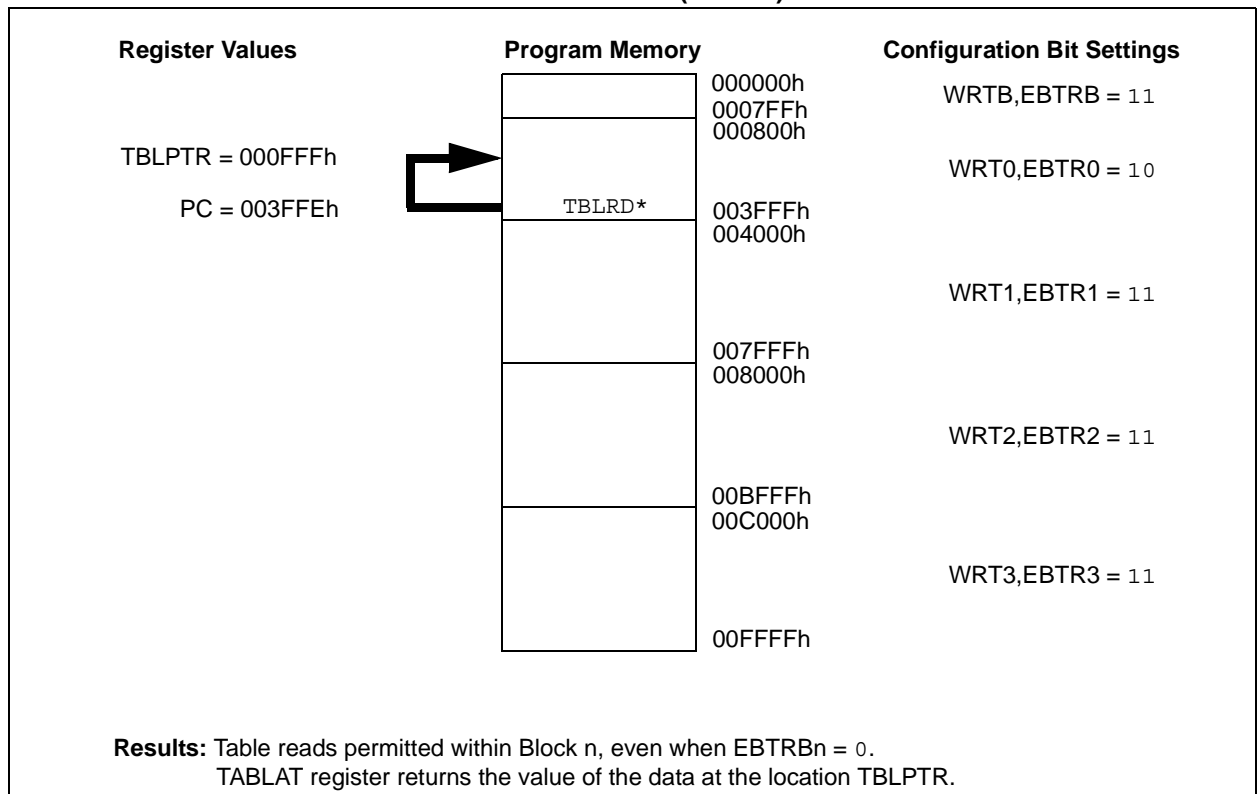 Register Values Program Memory Configuration Bit Settings
000000h
WRTB,EBTRB = 11
0007FFh
000800h
TBLPTR = 000FFFh
WRT0,EBTR0 = 10
PC = 003FFEh
TBLRD*
003FFFh
004000h
WRT1,EBTR1 = 11
007FFFh
008000h
WRT2,EBTR2 = 11
00BFFFh
00C000h
WRT3,EBTR3 = 11
00FFFFh
Results: Table reads permitted within Block n, even when EBTRBn = 0.
TABLAT register returns the value of the data at the location TBLPTR.